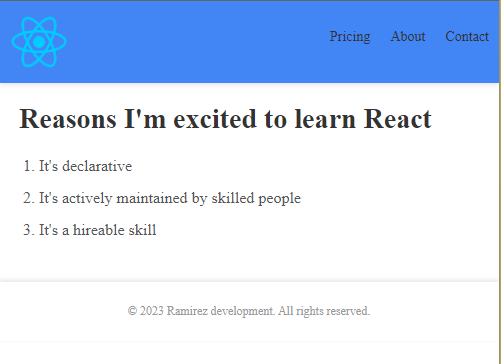 Pricing About Contact
Reasons I'm excited to learn React
1. It's declarative
2. It's actively maintained by skilled people
3. It's a hireable skill
© 2023 Ramirez development. All rights reserved.